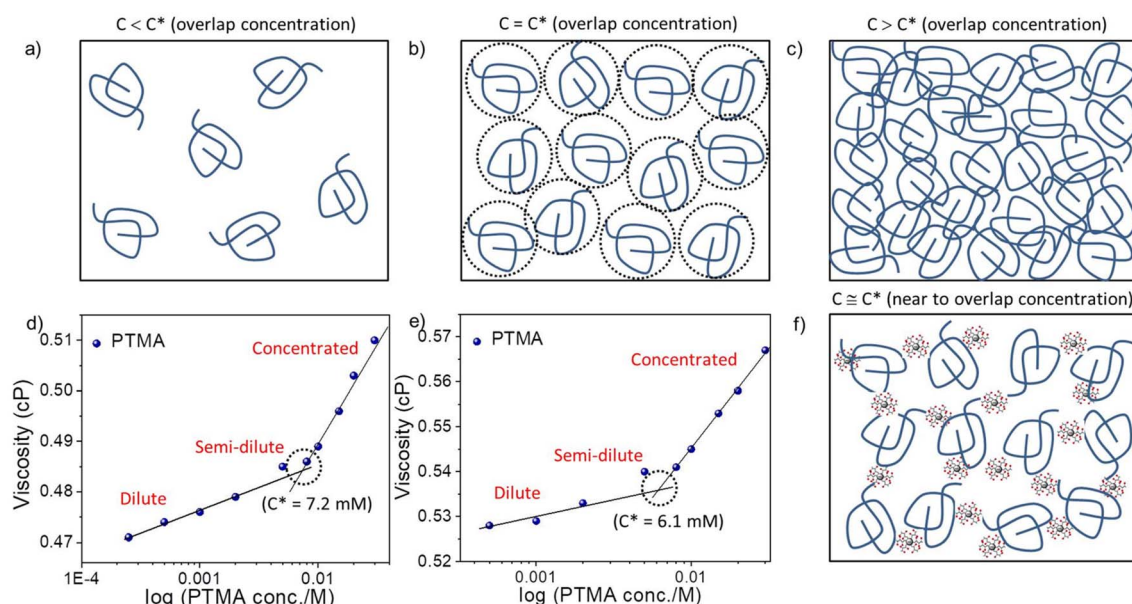 C < C* (overlap concentration)
C = C* (overlap concentration)
C > C* (overlap concentration)
a)
b)
c)
C ≅ C* (near to overlap concentration)
d)
PTMA
Concentrated
Semi-dilute
Dilute
(C* = 7.2 mM)
Viscosity (cP)
0.51
0.50
0.49
0.48
0.47
1E-4
0.001
0.01
log (PTMA conc./M)
e)
PTMA
Concentrated
Semi-dilute
Dilute
(C* = 6.1 mM)
Viscosity (cP)
0.57
0.56
0.55
0.54
0.53
0.52
0.001
0.01
log (PTMA conc./M)
f)